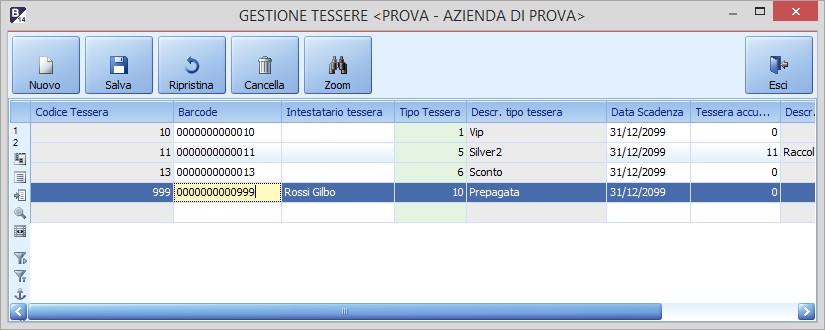 B 14 GESTIONE TESSERE <PROVA - AZIENDA DI PROVA>
Nuovo Salva Ripristina Cancella Zoom Esci
Codice Tessera Barcode Intestatario tessera Tipo Tessera Descr. tipo tessera Data Scadenza Tessera accu... Descr.
10 0000000000010 1 Vip 31/12/2099 0
11 0000000000011 5 Silver2 31/12/2099 11 Raccol
13 0000000000013 6 Sconto 31/12/2099 0
999 0000000000999 Rossi Gilbo 10 Prepagata 31/12/2099 0
1
2